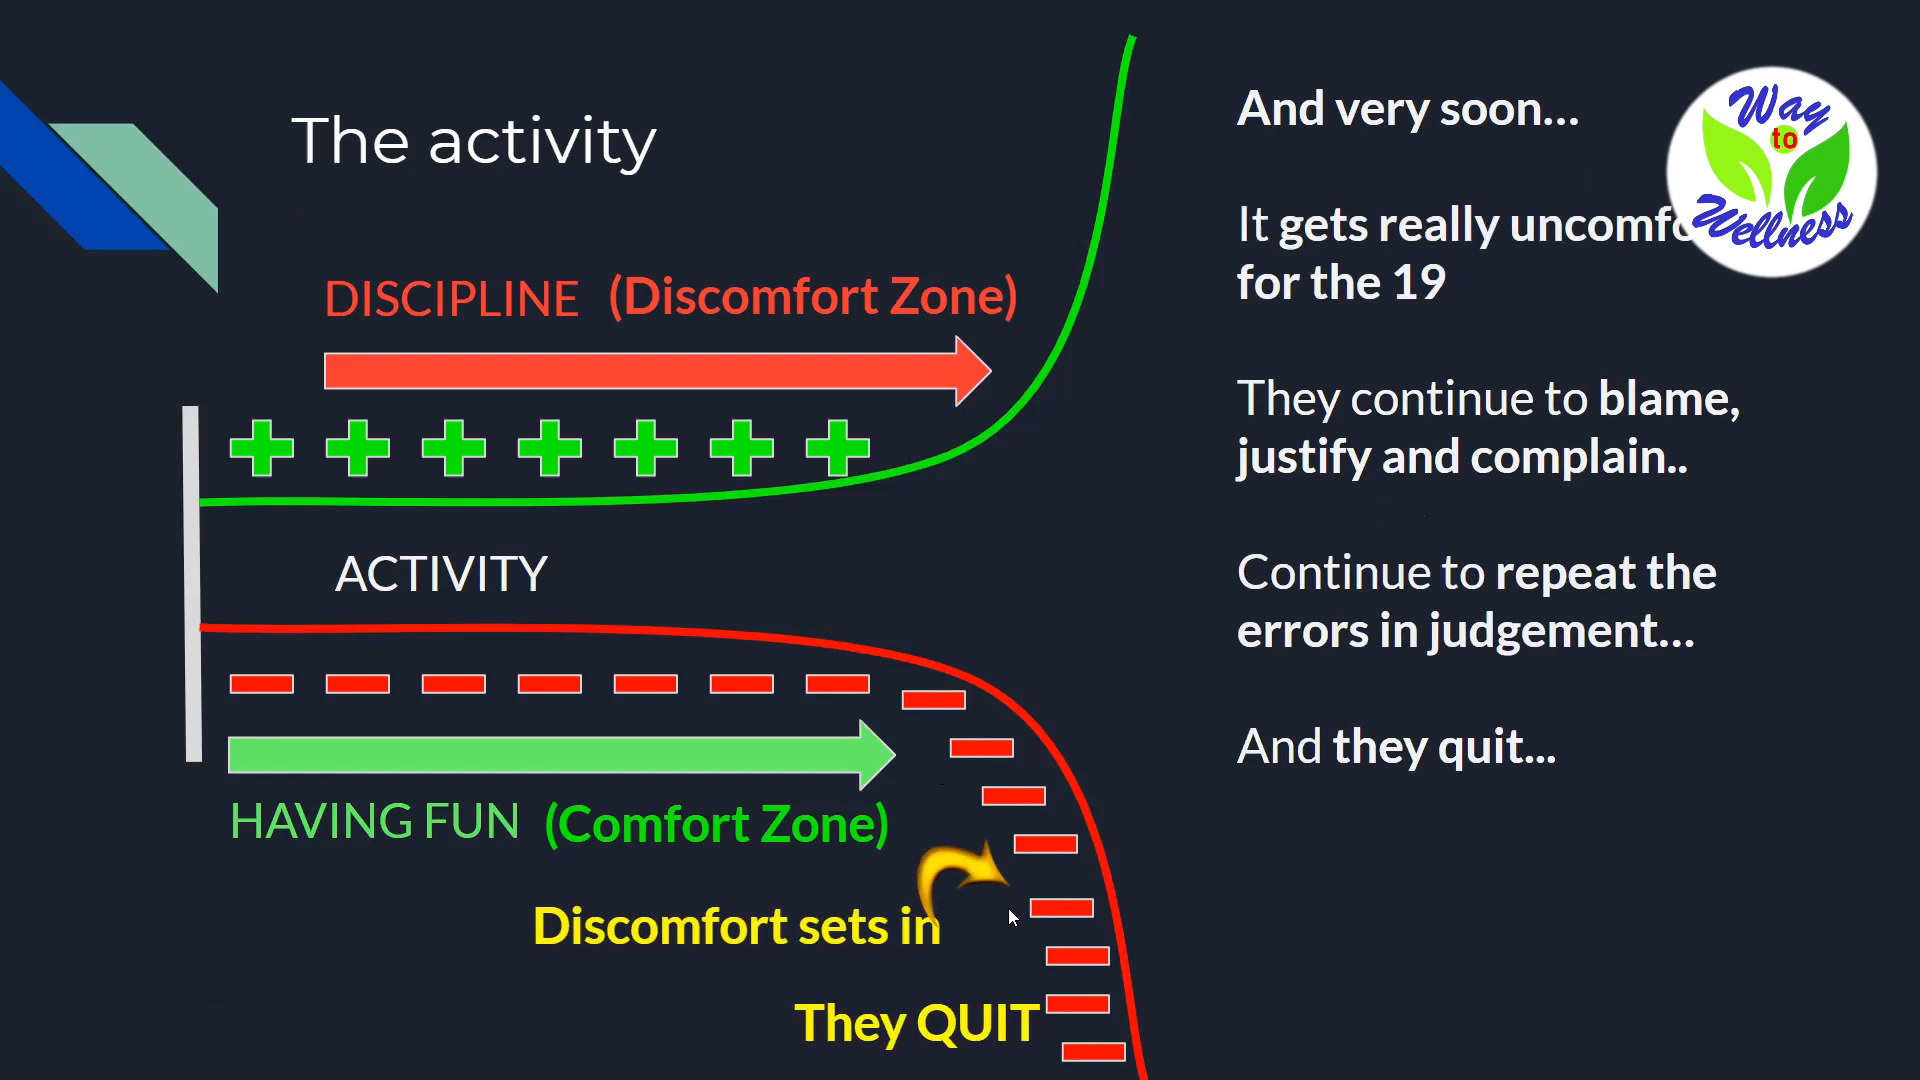 The activity
DISCIPLINE (Discomfort Zone)
ACTIVITY
HAVING FUN (Comfort Zone)
Discomfort sets in
They QUIT
And very soon...
It gets really uncomfo
for the 19
They continue to blame,
justify and complain..
Continue to repeat the
errors in judgement...
And they quit...
Way
to
Wellness